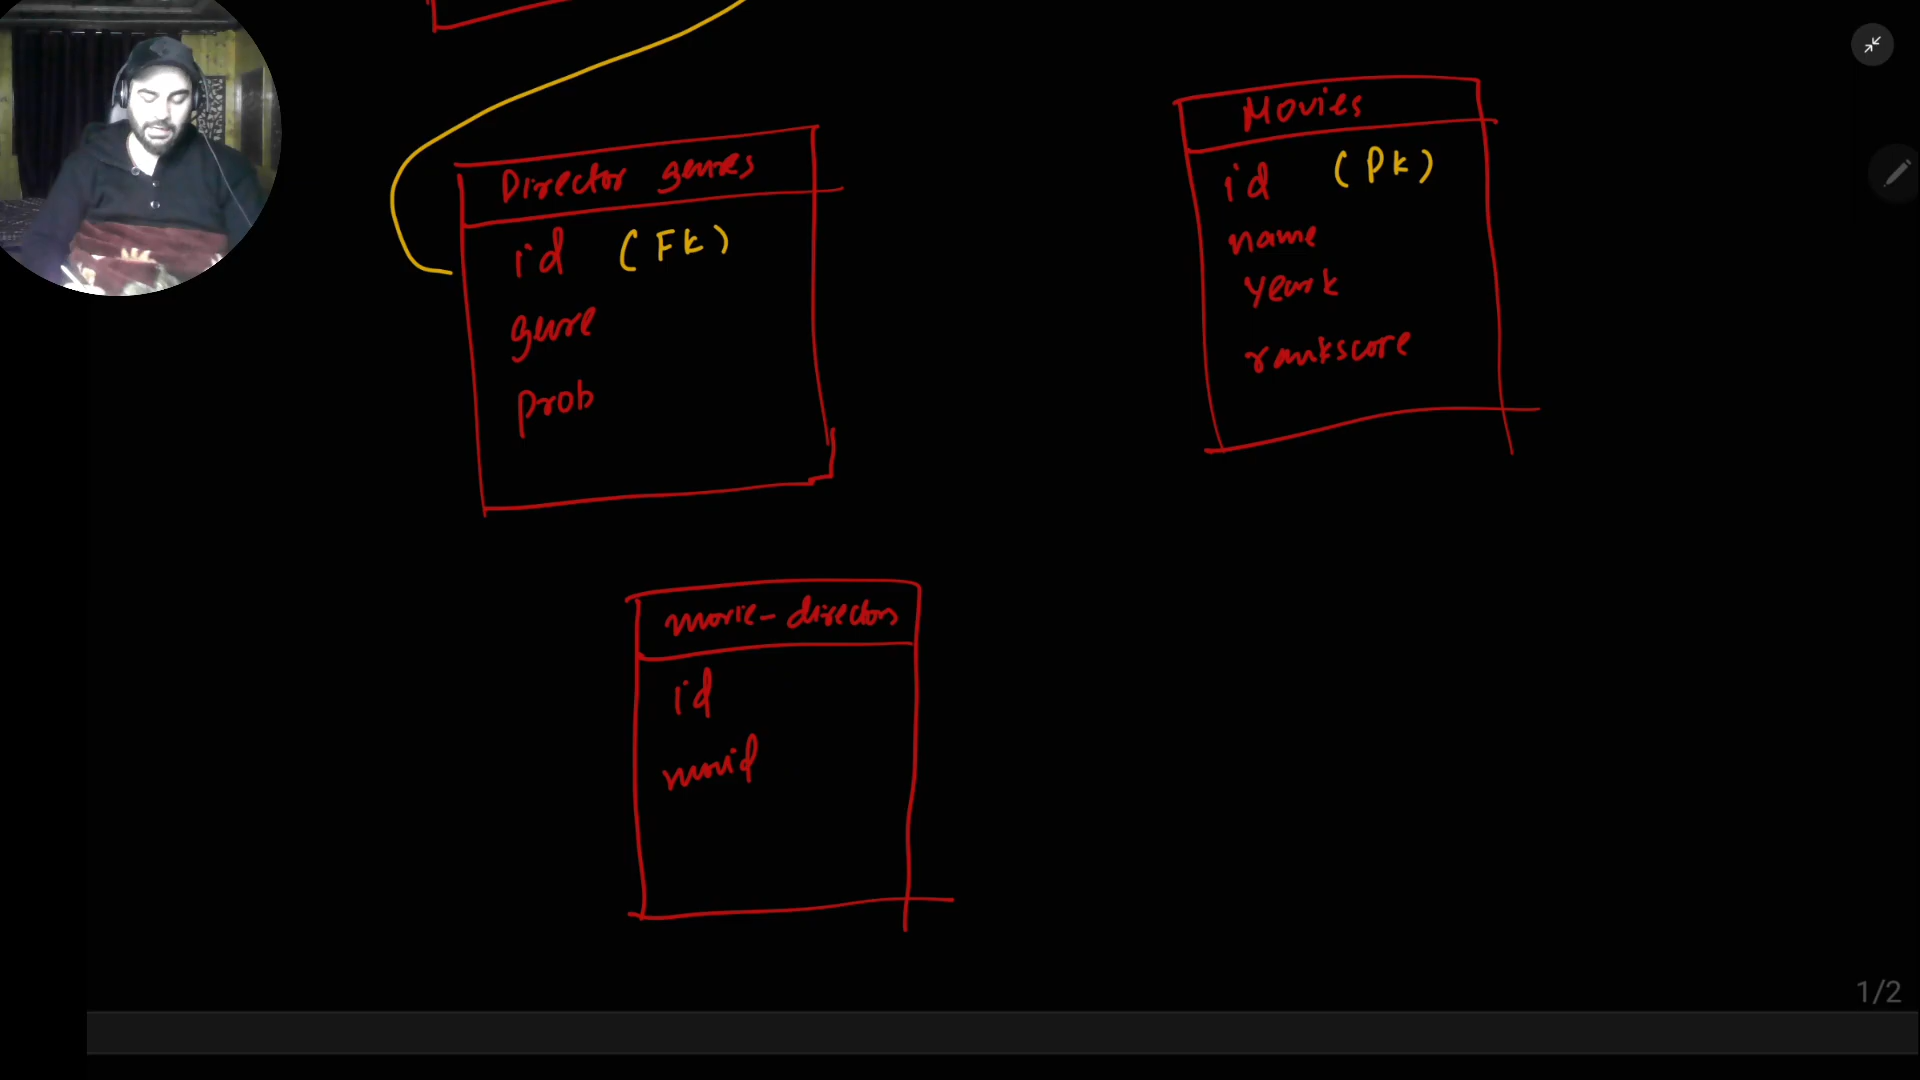 Director genres
id (FK)
genre
prob
Movies
id (PK)
name
year
rankscore
movie-directors
id
movid
1/2